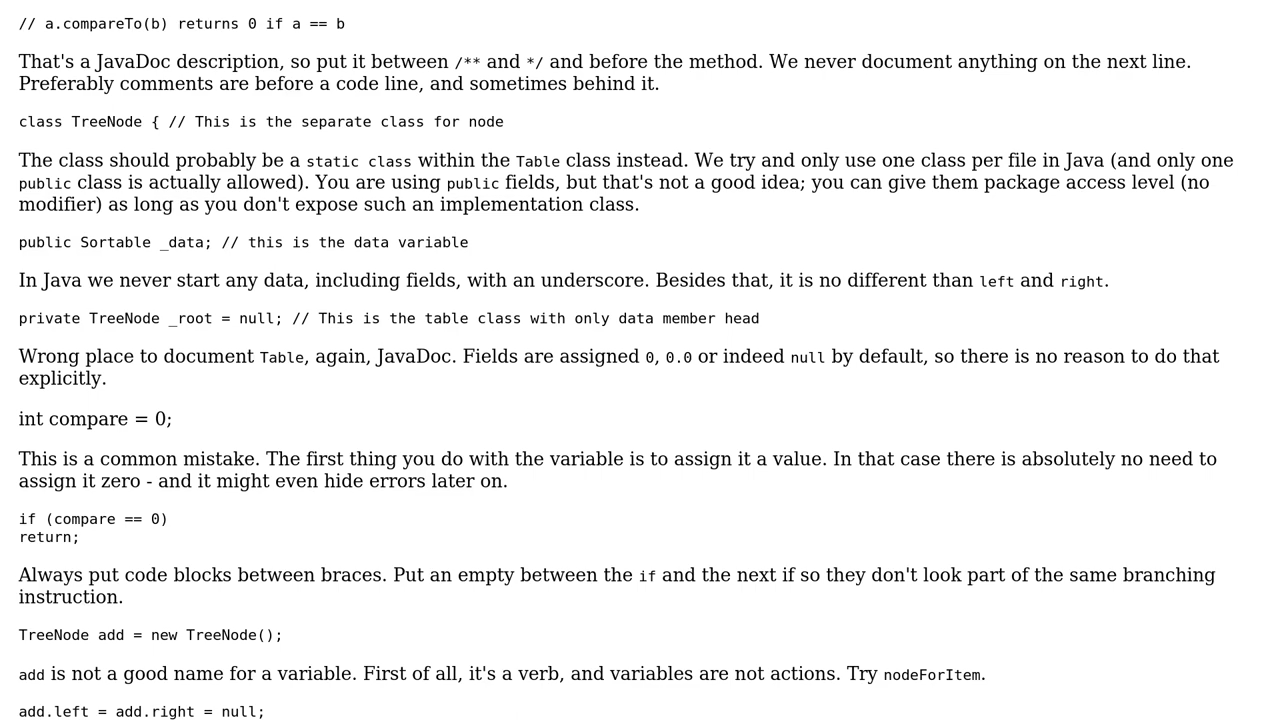 // a.compareTo(b) returns 0 if a == b
That's a JavaDoc description, so put it between /** and */ and before the method. We never document anything on the next line.
Preferably comments are before a code line, and sometimes behind it.
class TreeNode { // This is the separate class for node
The class should probably be a static class within the Table class instead. We try and only use one class per file in Java (and only one
public class is actually allowed). You are using public fields, but that's not a good idea; you can give them package access level (no
modifier) as long as you don't expose such an implementation class.
public Sortable _data; // this is the data variable
In Java we never start any data, including fields, with an underscore. Besides that, it is no different than left and right.
private TreeNode _root = null; // This is the table class with only data member head
Wrong place to document Table, again, JavaDoc. Fields are assigned 0, 0.0 or indeed null by default, so there is no reason to do that
explicitly.
int compare = 0;
This is a common mistake. The first thing you do with the variable is to assign it a value. In that case there is absolutely no need to
assign it zero - and it might even hide errors later on.
if (compare == 0)
return;
Always put code blocks between braces. Put an empty between the if and the next if so they don't look part of the same branching
instruction.
TreeNode add = new TreeNode();
add is not a good name for a variable. First of all, it's a verb, and variables are not actions. Try nodeForItem.
add.left = add.right = null;